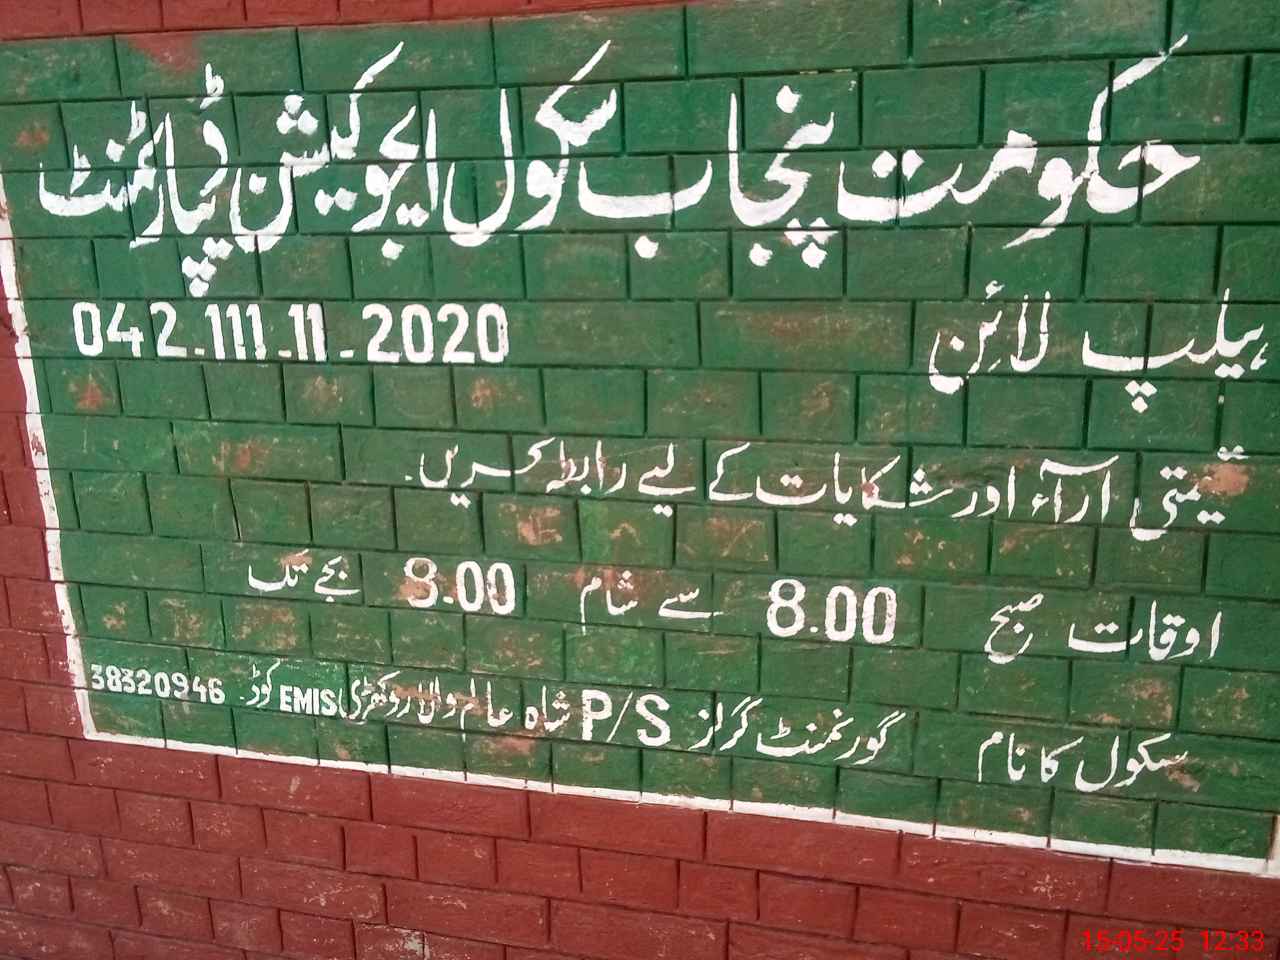 حکومت پنجاب سکول ایجوکیشن ڈیپارٹمنٹ
ہیلپ لائن 042-111-11-2020
قیمتی آراء اور شکایات کے لیے رابطہ کریں۔
اوقات صبح 8.00 سے شام 8.00 بجے تک
سکول کا نام گورنمنٹ گرلز P/S شاہ عالم والا روکھڑی EMIS کوڈ۔ 38320946
15-05-25 12:33